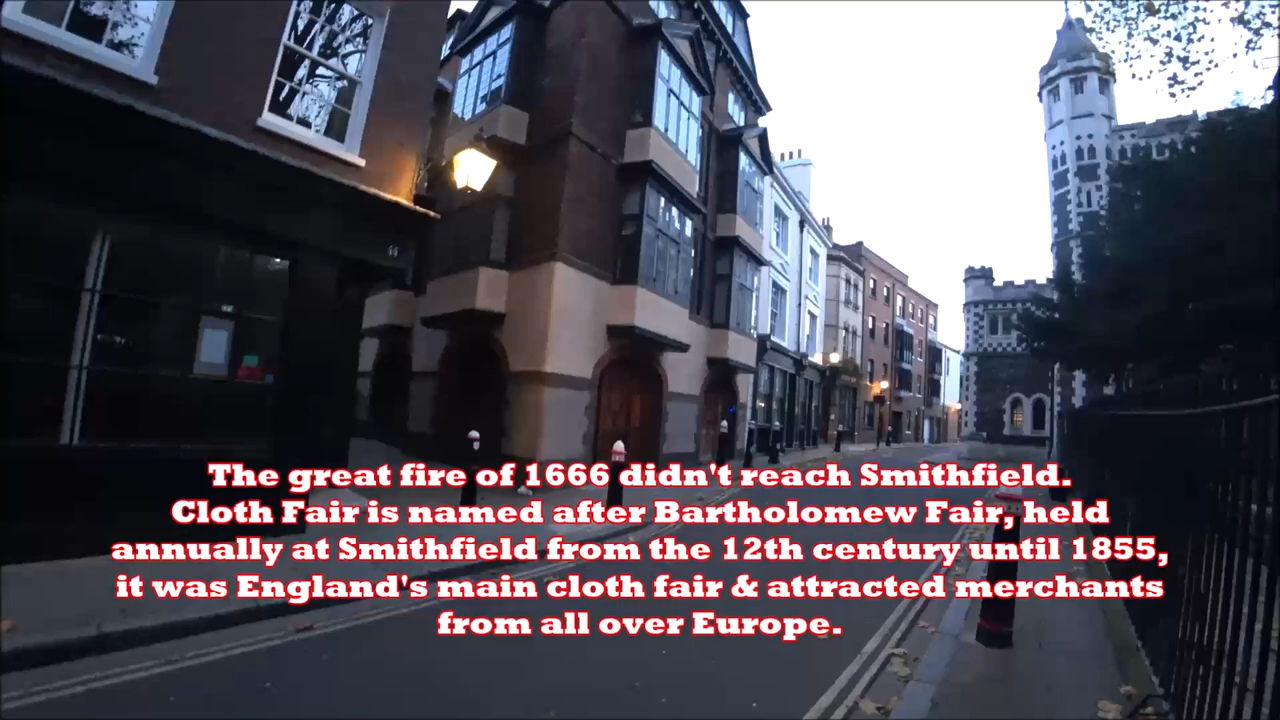 The great fire of 1666 didn't reach Smithfield.
Cloth Fair is named after Bartholomew Fair, held
annually at Smithfield from the 12th century until 1855,
it was England's main cloth fair & attracted merchants
from all over Europe.